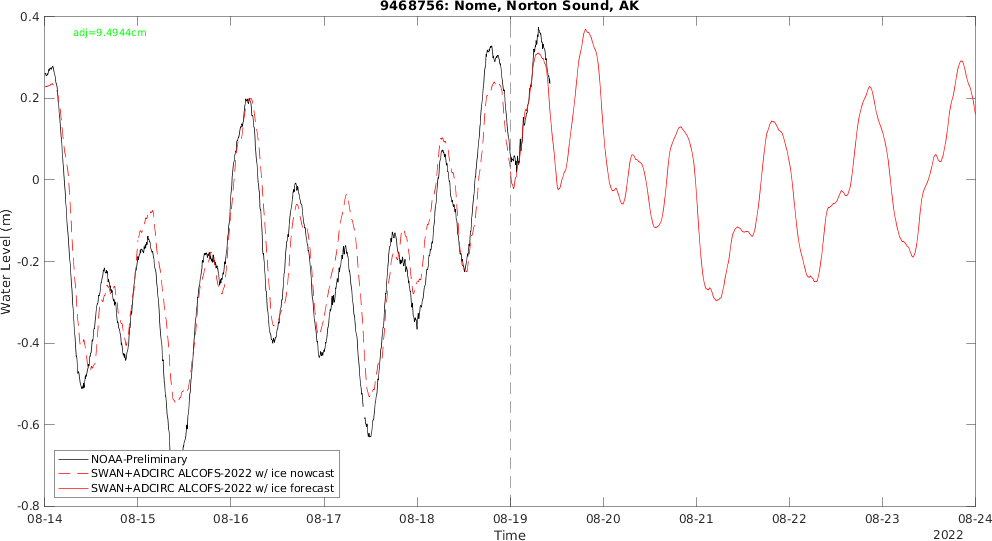 9468756: Nome, Norton Sound, AK
adj=9.4944cm
0.4
0.2
0
-0.2
-0.4
-0.6
-0.8
Water Level (m)
NOAA-Preliminary
SWAN+ADCIRC ALCOFS-2022 w/ ice nowcast
SWAN+ADCIRC ALCOFS-2022 w/ ice forecast
08-14 08-15 08-16 08-17 08-18 08-19 08-20 08-21 08-22 08-23 08-24
Time
2022